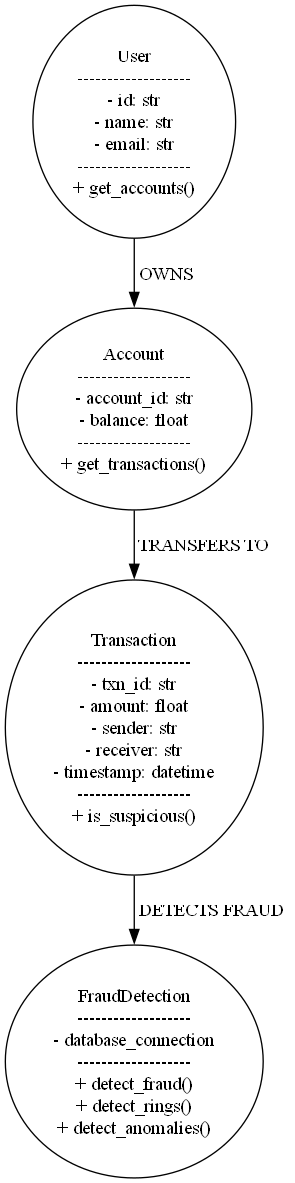 User
-------------------
- id: str
- name: str
- email: str
-------------------
+ get_accounts()
OWNS
Account
-------------------
- account_id: str
- balance: float
-------------------
+ get_transactions()
TRANSFERS TO
Transaction
-------------------
- txn_id: str
- amount: float
- sender: str
- receiver: str
- timestamp: datetime
-------------------
+ is_suspicious()
DETECTS FRAUD
FraudDetection
-------------------
- database_connection
-------------------
+ detect_fraud()
+ detect_rings()
+ detect_anomalies()